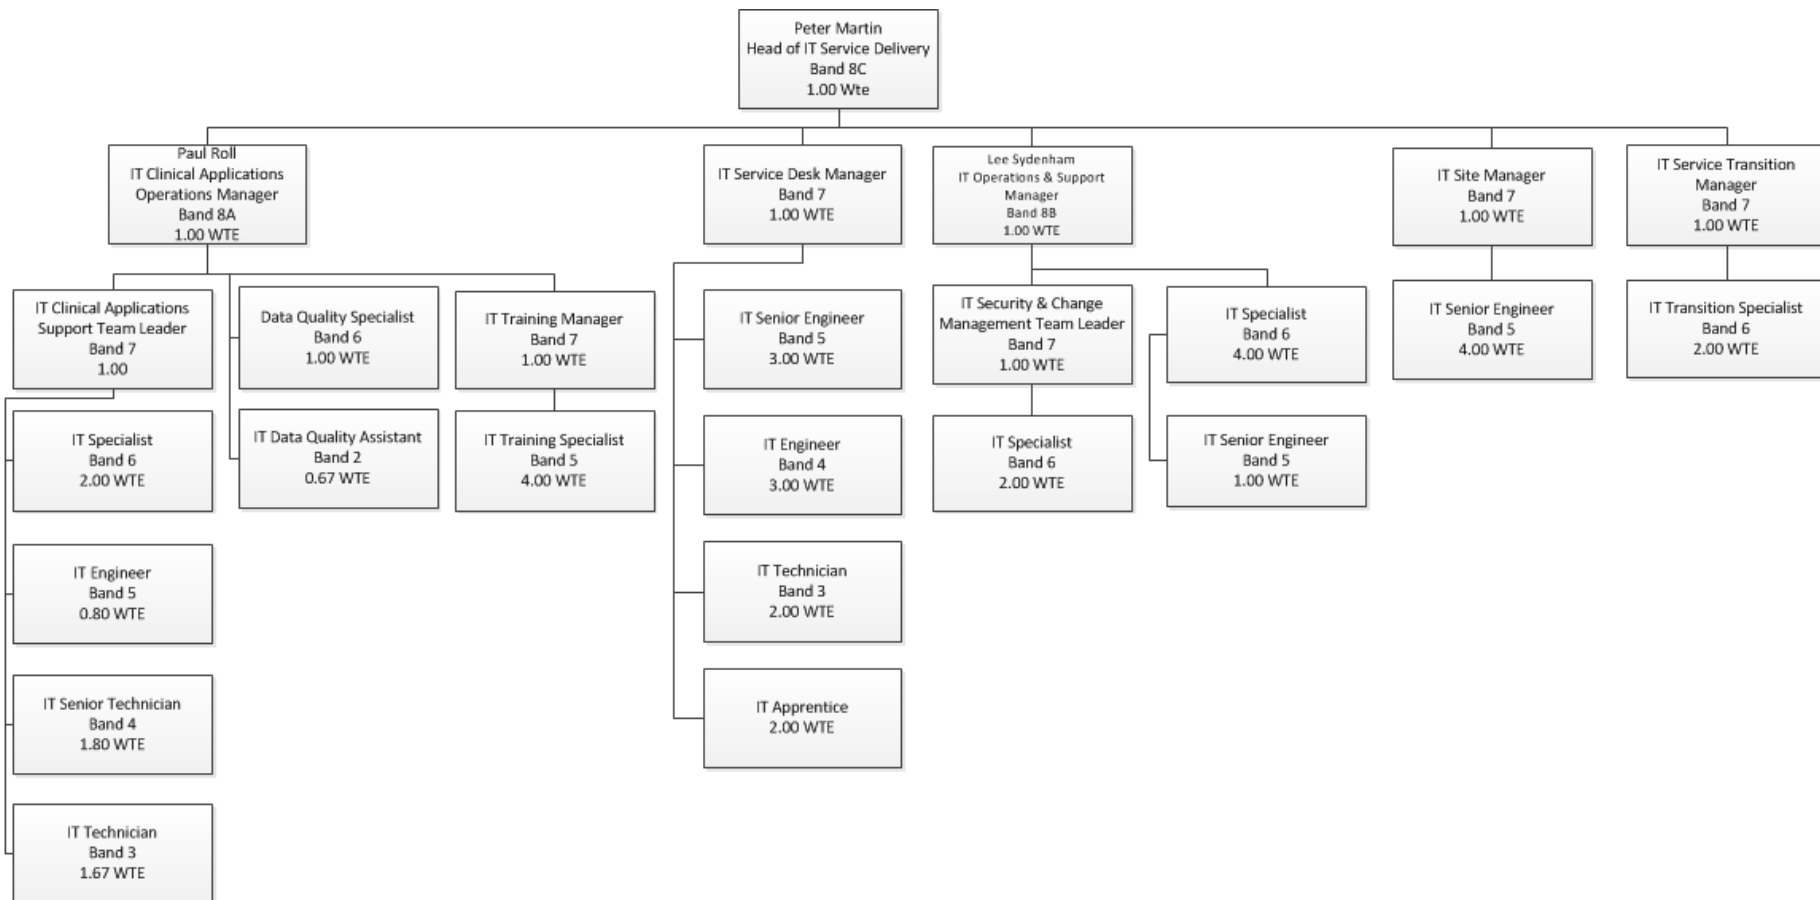 Peter Martin
Head of IT Service Delivery
Band 8C
1.00 Wte
Paul Roll
IT Clinical Applications
Operations Manager
Band 8A
1.00 WTE
IT Service Desk Manager
Band 7
1.00 WTE
Lee Sydenham
IT Operations & Support
Manager
Band 8B
1.00 WTE
IT Site Manager
Band 7
1.00 WTE
IT Service Transition
Manager
Band 7
1.00 WTE
IT Clinical Applications
Support Team Leader
Band 7
1.00
Data Quality Specialist
Band 6
1.00 WTE
IT Training Manager
Band 7
1.00 WTE
IT Senior Engineer
Band 5
3.00 WTE
IT Security & Change
Management Team Leader
Band 7
1.00 WTE
IT Specialist
Band 6
4.00 WTE
IT Senior Engineer
Band 5
4.00 WTE
IT Transition Specialist
Band 6
2.00 WTE
IT Specialist
Band 6
2.00 WTE
IT Data Quality Assistant
Band 2
0.67 WTE
IT Training Specialist
Band 5
4.00 WTE
IT Engineer
Band 4
3.00 WTE
IT Specialist
Band 6
2.00 WTE
IT Senior Engineer
Band 5
1.00 WTE
IT Engineer
Band 5
0.80 WTE
IT Technician
Band 3
2.00 WTE
IT Senior Technician
Band 4
1.80 WTE
IT Apprentice
2.00 WTE
IT Technician
Band 3
1.67 WTE